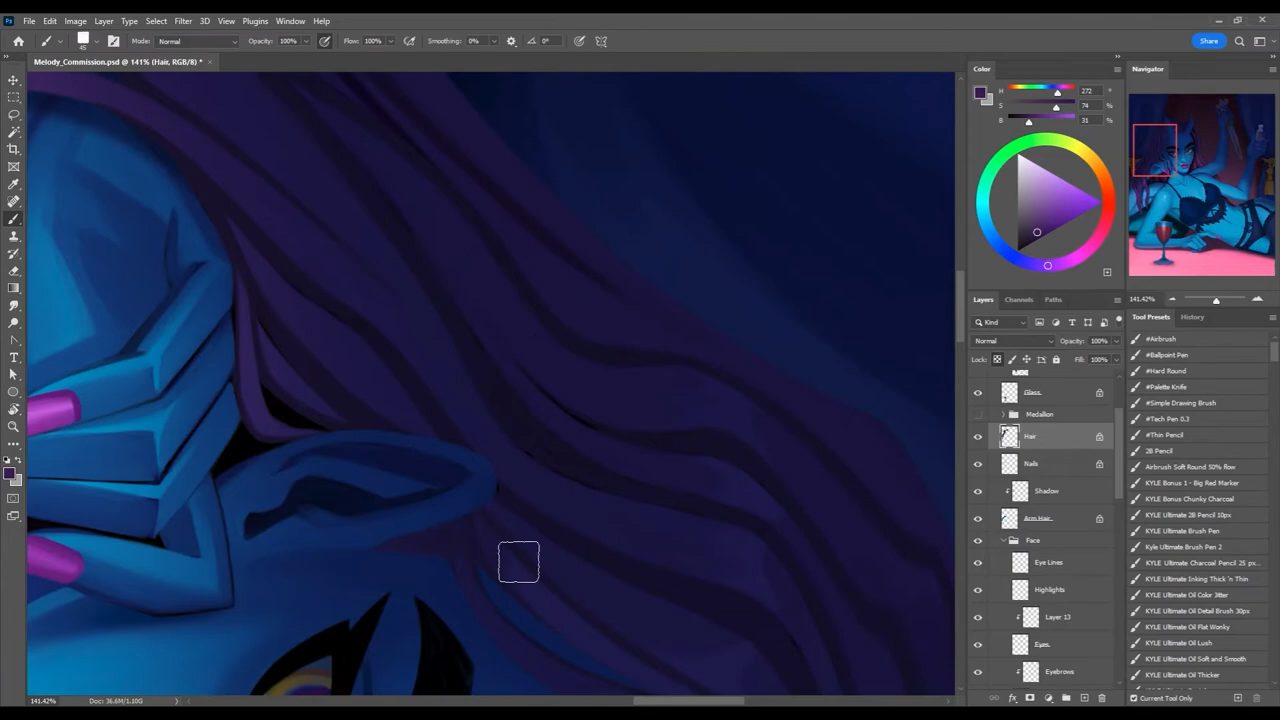 Ps File Edit Image Layer Type Select Filter 3D View Plugins Window Help
45 Mode: Normal Opacity: 100% Flow: 100% Smoothing: 0% 0° Share
Melody_Commission.psd @ 141% (Hair, RGB/8) *
Color
H 272 °
S 74 %
B 31 %
Navigator
141.42%
Layers Channels Paths
Kind
Normal Opacity: 100%
Lock: Fill: 100%
Glass
Medallion
Hair
Nails
Shadow
Arm Hair
Face
Eye Lines
Highlights
Layer 13
Eyes
Eyebrows
Tool Presets History
#Airbrush
#Ballpoint Pen
#Hard Round
#Palette Knife
#Simple Drawing Brush
#Tech Pen 0.3
#Thin Pencil
2B Pencil
Airbrush Soft Round 50% flow
KYLE Bonus 1 - Big Red Marker
KYLE Bonus Chunky Charcoal
KYLE Ultimate 2B Pencil 10px
KYLE Ultimate Brush Pen
Kyle Ultimate Brush Pen 2
KYLE Ultimate Charcoal Pencil 25 px...
KYLE Ultimate Inking Thick 'n Thin
KYLE Ultimate Oil Color Jitter
KYLE Ultimate Oil Detail Brush 30px
KYLE Ultimate Oil Flat Wonky
KYLE Ultimate Oil Lush
KYLE Ultimate Oil Soft and Smooth
KYLE Ultimate Oil Thicker
Current Tool Only
141.42% Doc: 36.6M/1.10G